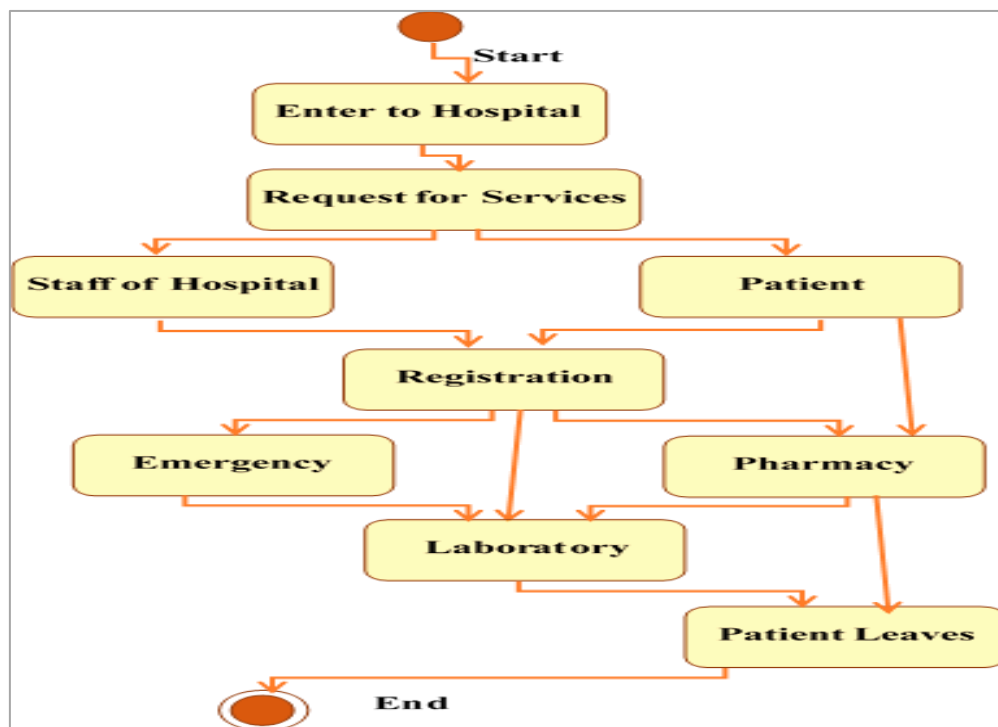 Start
Enter to Hospital
Request for Services
Staff of Hospital
Patient
Registration
Emergency
Pharmacy
Laboratory
Patient Leaves
End